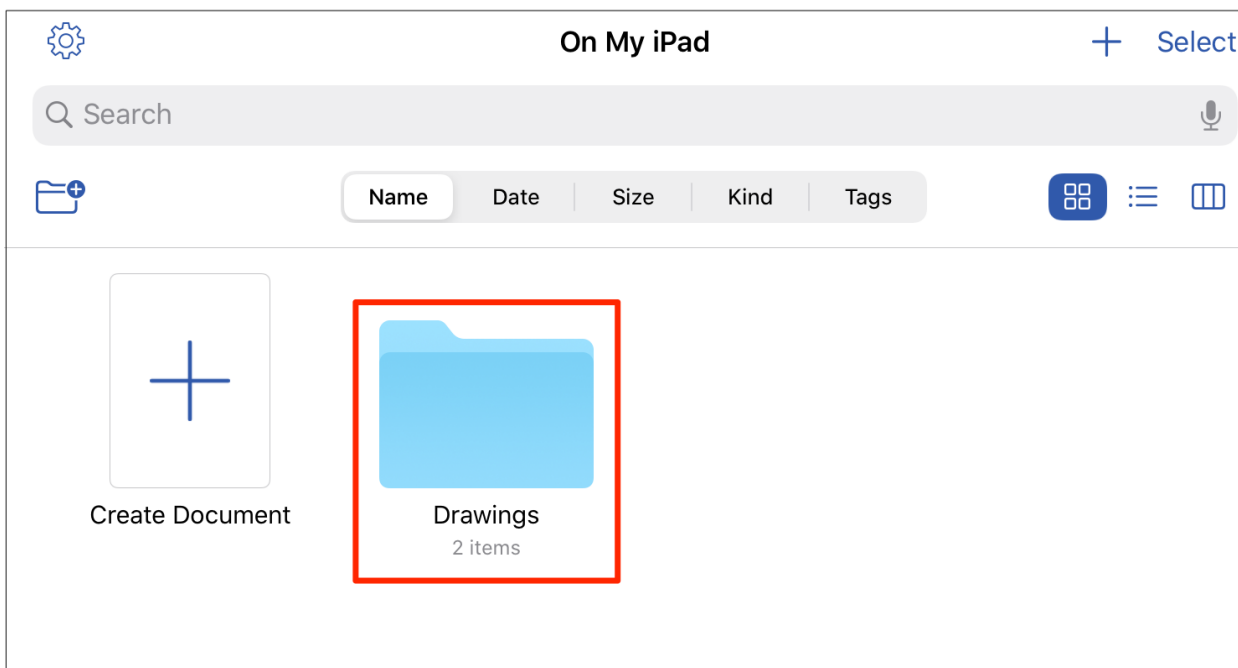 On My iPad
Select
Search
Name Date Size Kind Tags
Create Document
Drawings
2 items